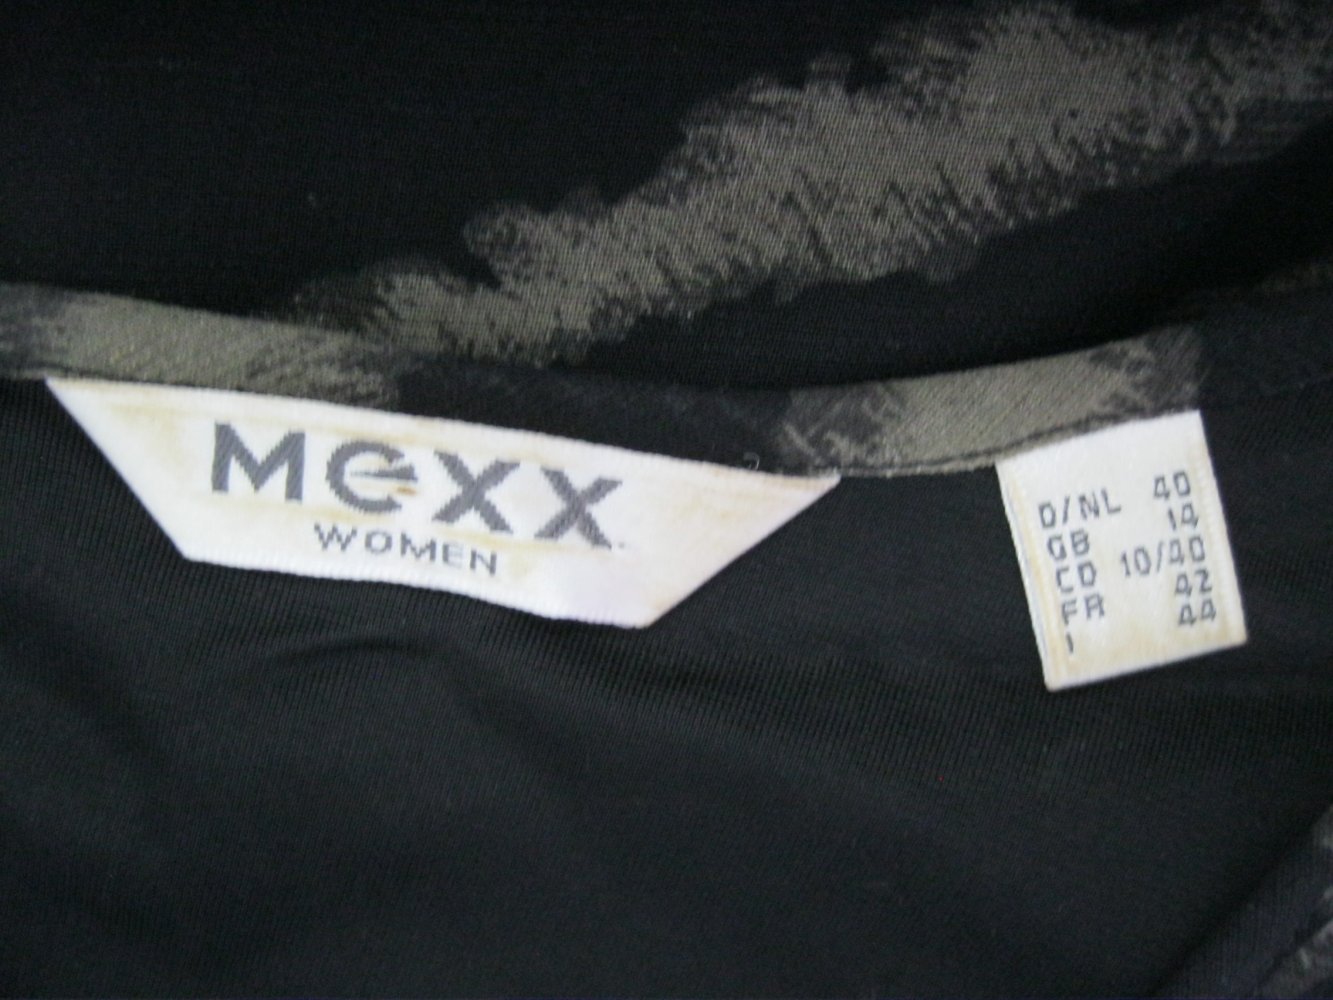 MEXX
WOMEN
D/NL 40
GB 14
CD 10/40
FR 42
I 44